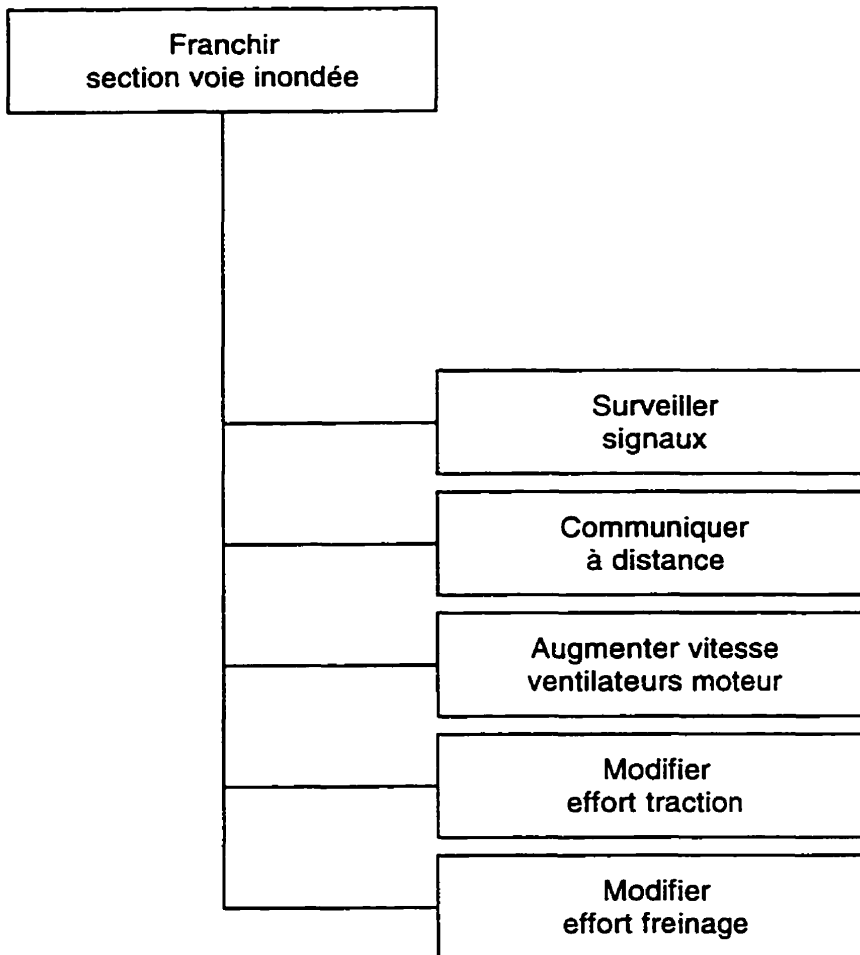 Franchir
section voie inondée
Surveiller
signaux
Communiquer
à distance
Augmenter vitesse
ventilateurs moteur
Modifier
effort traction
Modifier
effort freinage